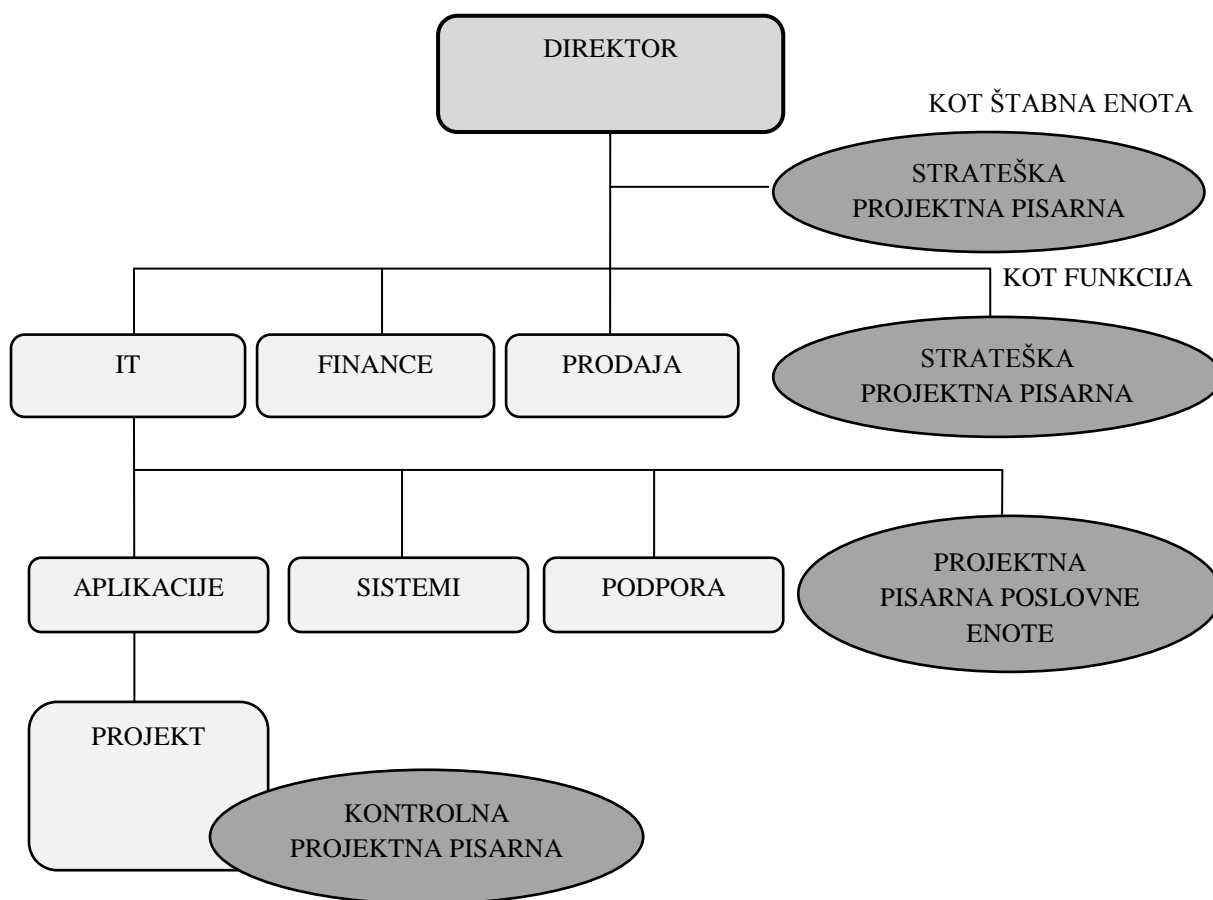 DIREKTOR
KOT ŠTABNA ENOTA
STRATEŠKA
PROJEKTNA PISARNA
KOT FUNKCIJA
IT
FINANCE
PRODAJA
STRATEŠKA
PROJEKTNA PISARNA
APLIKACIJE
SISTEMI
PODPORA
PROJEKTNA
PISARNA POSLOVNE
ENOTE
PROJEKT
KONTROLNA
PROJEKTNA PISARNA